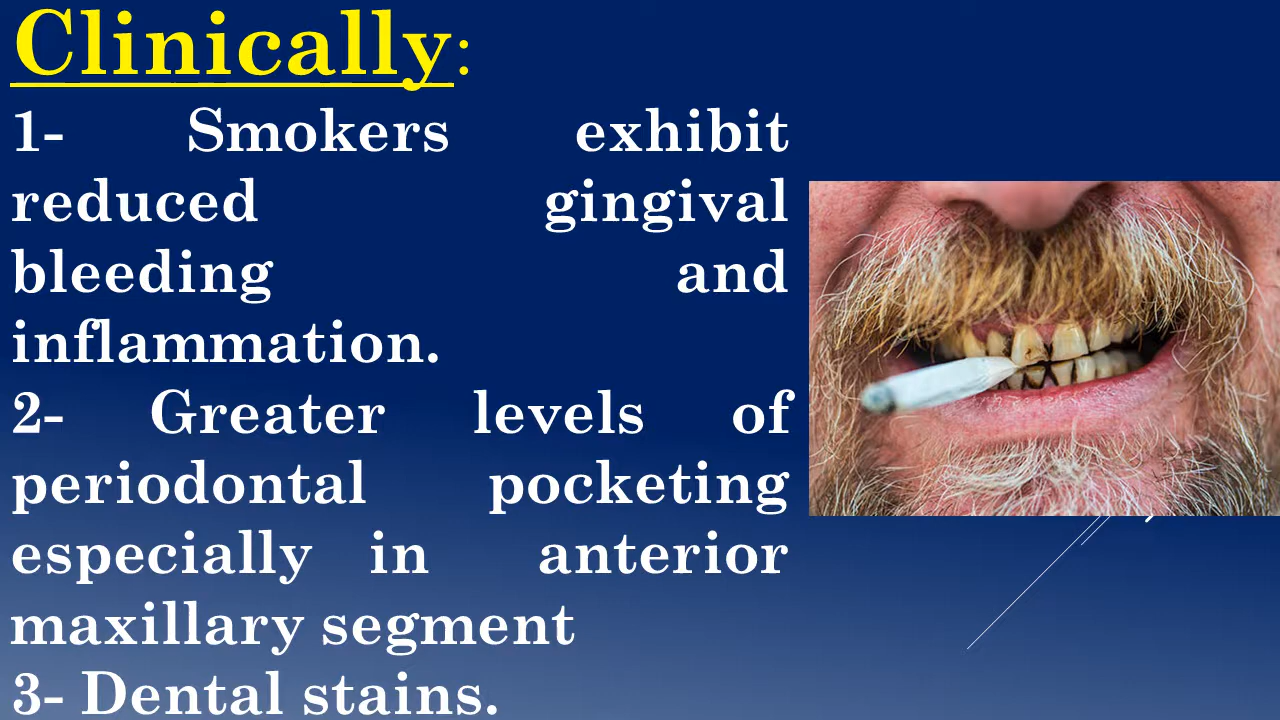 Clinically:
1- Smokers exhibit
reduced gingival
bleeding and
inflammation.
2- Greater levels of
periodontal pocketing
especially in anterior
maxillary segment
3- Dental stains.